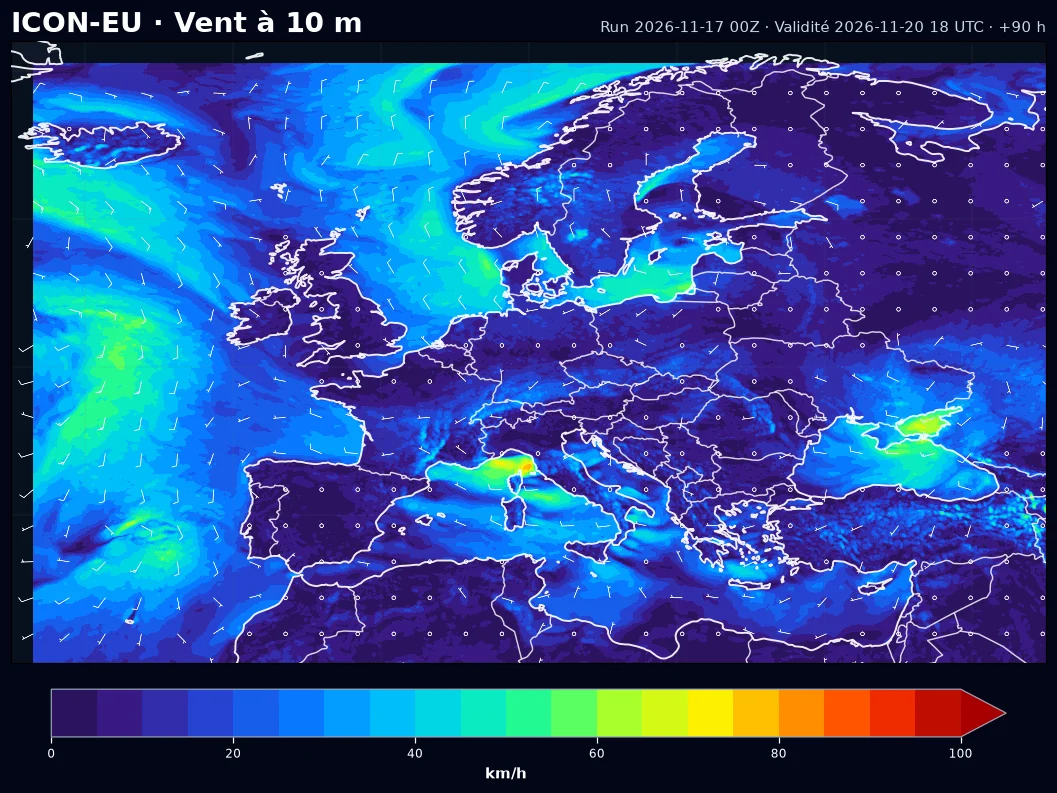 ICON-EU · Vent à 10 m
Run 2026-11-17 00Z · Validité 2026-11-20 18 UTC · +90 h
0 20 40 60 80 100
km/h